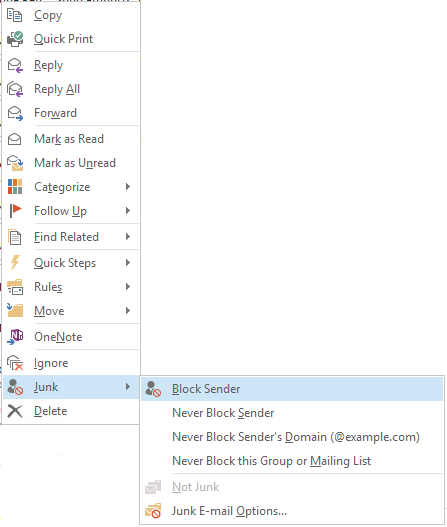 Copy
Quick Print
Reply
Reply All
Forward
Mark as Read
Mark as Unread
Categorize
Follow Up
Find Related
Quick Steps
Rules
Move
OneNote
Ignore
Junk
Delete
Block Sender
Never Block Sender
Never Block Sender's Domain (@example.com)
Never Block this Group or Mailing List
Not Junk
Junk E-mail Options...